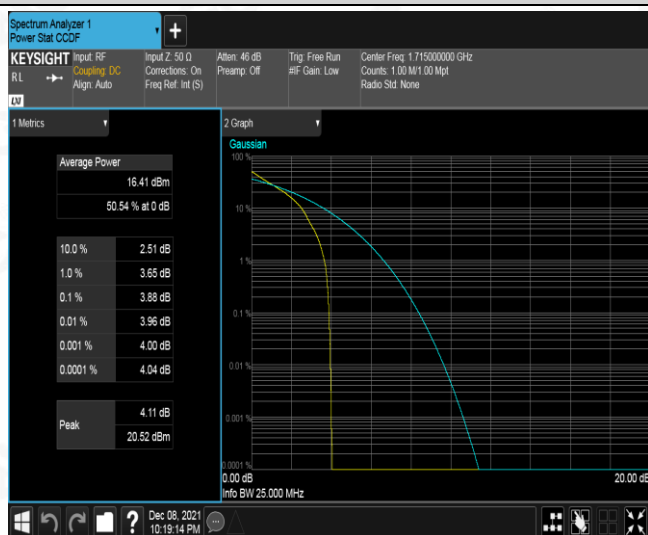 Spectrum Analyzer 1
Power Stat CCDF
KEYSIGHT
RL
LXI
Input: RF
Coupling: DC
Align: Auto
Input Z: 50 Ω
Corrections: On
Freq Ref: Int (S)
Atten: 46 dB
Preamp: Off
Trig: Free Run
#IF Gain: Low
Center Freq: 1.715000000 GHz
Counts: 1.00 M/1.00 Mpt
Radio Std: None
1 Metrics
Average Power
16.41 dBm
50.54 % at 0 dB
10.0 % 2.51 dB
1.0 % 3.65 dB
0.1 % 3.88 dB
0.01 % 3.96 dB
0.001 % 4.00 dB
0.0001 % 4.04 dB
Peak
4.11 dB
20.52 dBm
2 Graph
Gaussian
100 %
10 %
1 %
0.1 %
0.01 %
0.001 %
0.0001 %
0.00 dB
20.00 dB
Info BW 25.000 MHz
?
Dec 08, 2021
10:19:14 PM